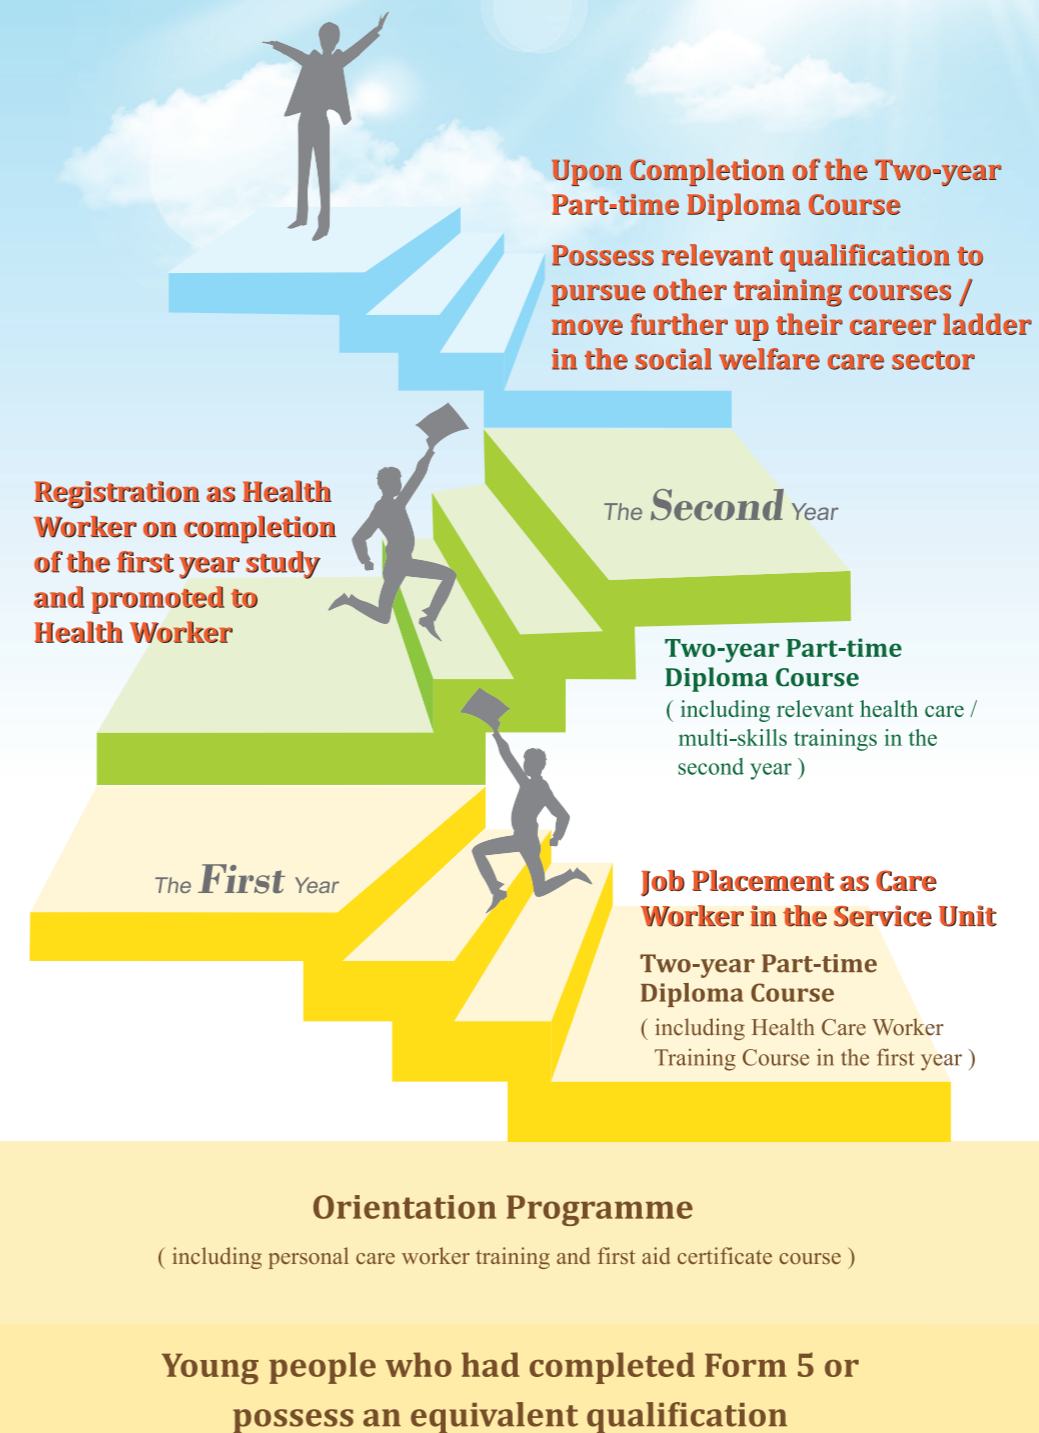 Upon Completion of the Two-year
Part-time Diploma Course
Possess relevant qualification to
pursue other training courses /
move further up their career ladder
in the social welfare care sector
Registration as Health
Worker on completion
of the first year study
and promoted to
Health Worker
The Second Year
Two-year Part-time
Diploma Course
( including relevant health care /
multi-skills trainings in the
second year )
The First Year
Job Placement as Care
Worker in the Service Unit
Two-year Part-time
Diploma Course
( including Health Care Worker
Training Course in the first year )
Orientation Programme
( including personal care worker training and first aid certificate course )
Young people who had completed Form 5 or
possess an equivalent qualification